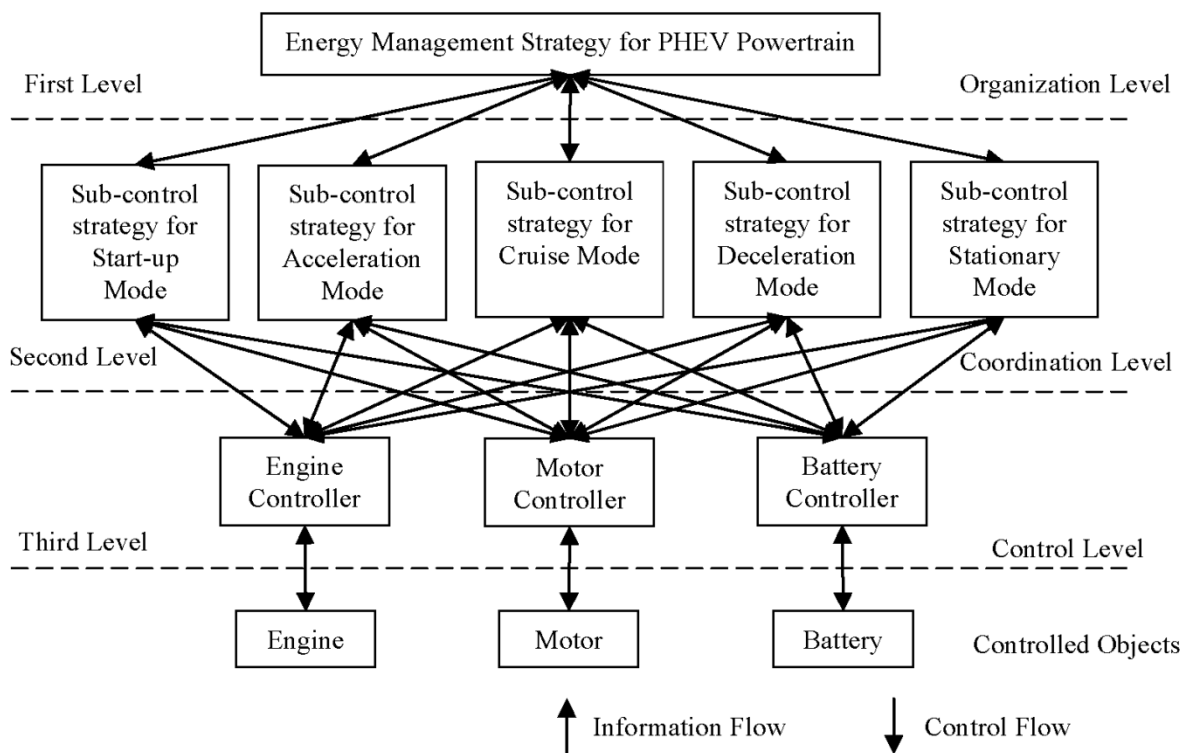 Energy Management Strategy for PHEV Powertrain
First Level
Organization Level
Sub-control
strategy for
Start-up
Mode
Sub-control
strategy for
Acceleration
Mode
Sub-control
strategy for
Cruise Mode
Sub-control
strategy for
Deceleration
Mode
Sub-control
strategy for
Stationary
Mode
Second Level
Coordination Level
Engine
Controller
Motor
Controller
Battery
Controller
Third Level
Control Level
Engine
Motor
Battery
Controlled Objects
Information Flow
Control Flow